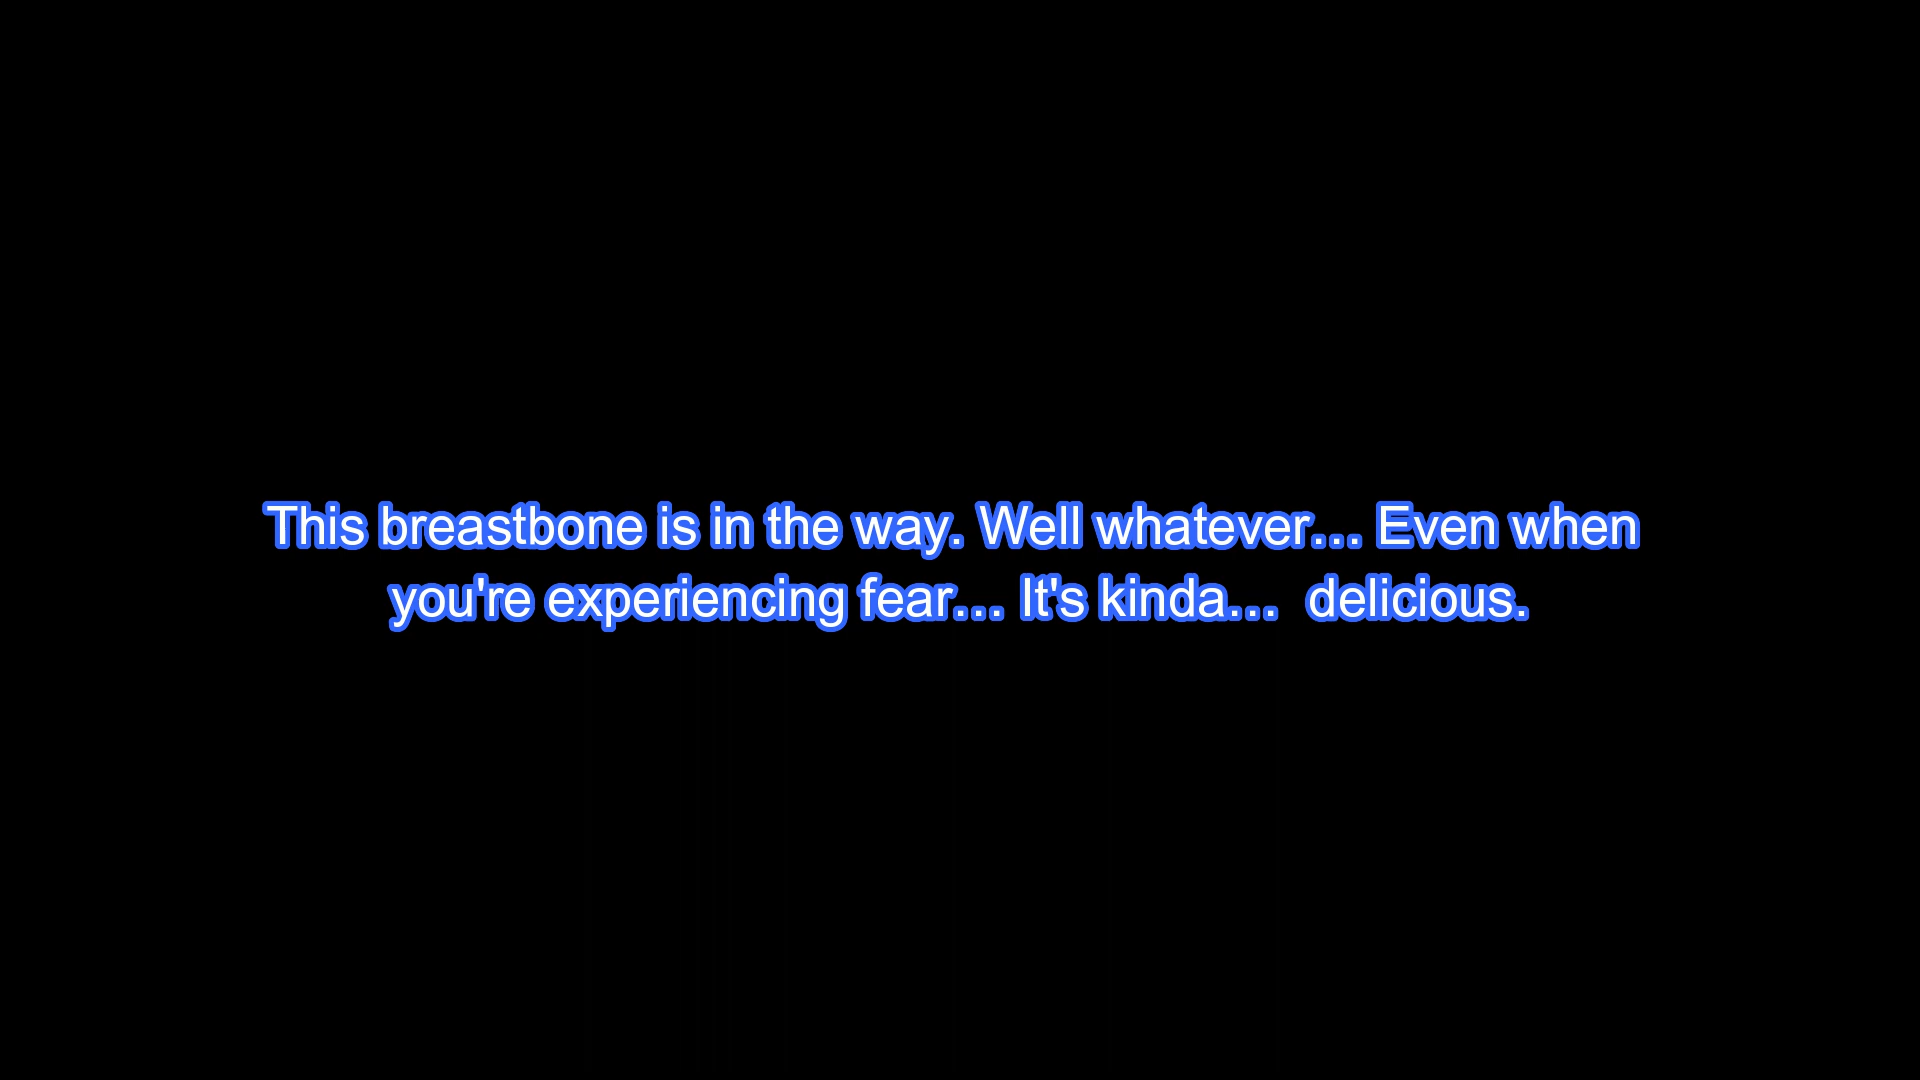 This breastbone is in the way. Well whatever... Even when
you're experiencing fear... It's kinda...  delicious.